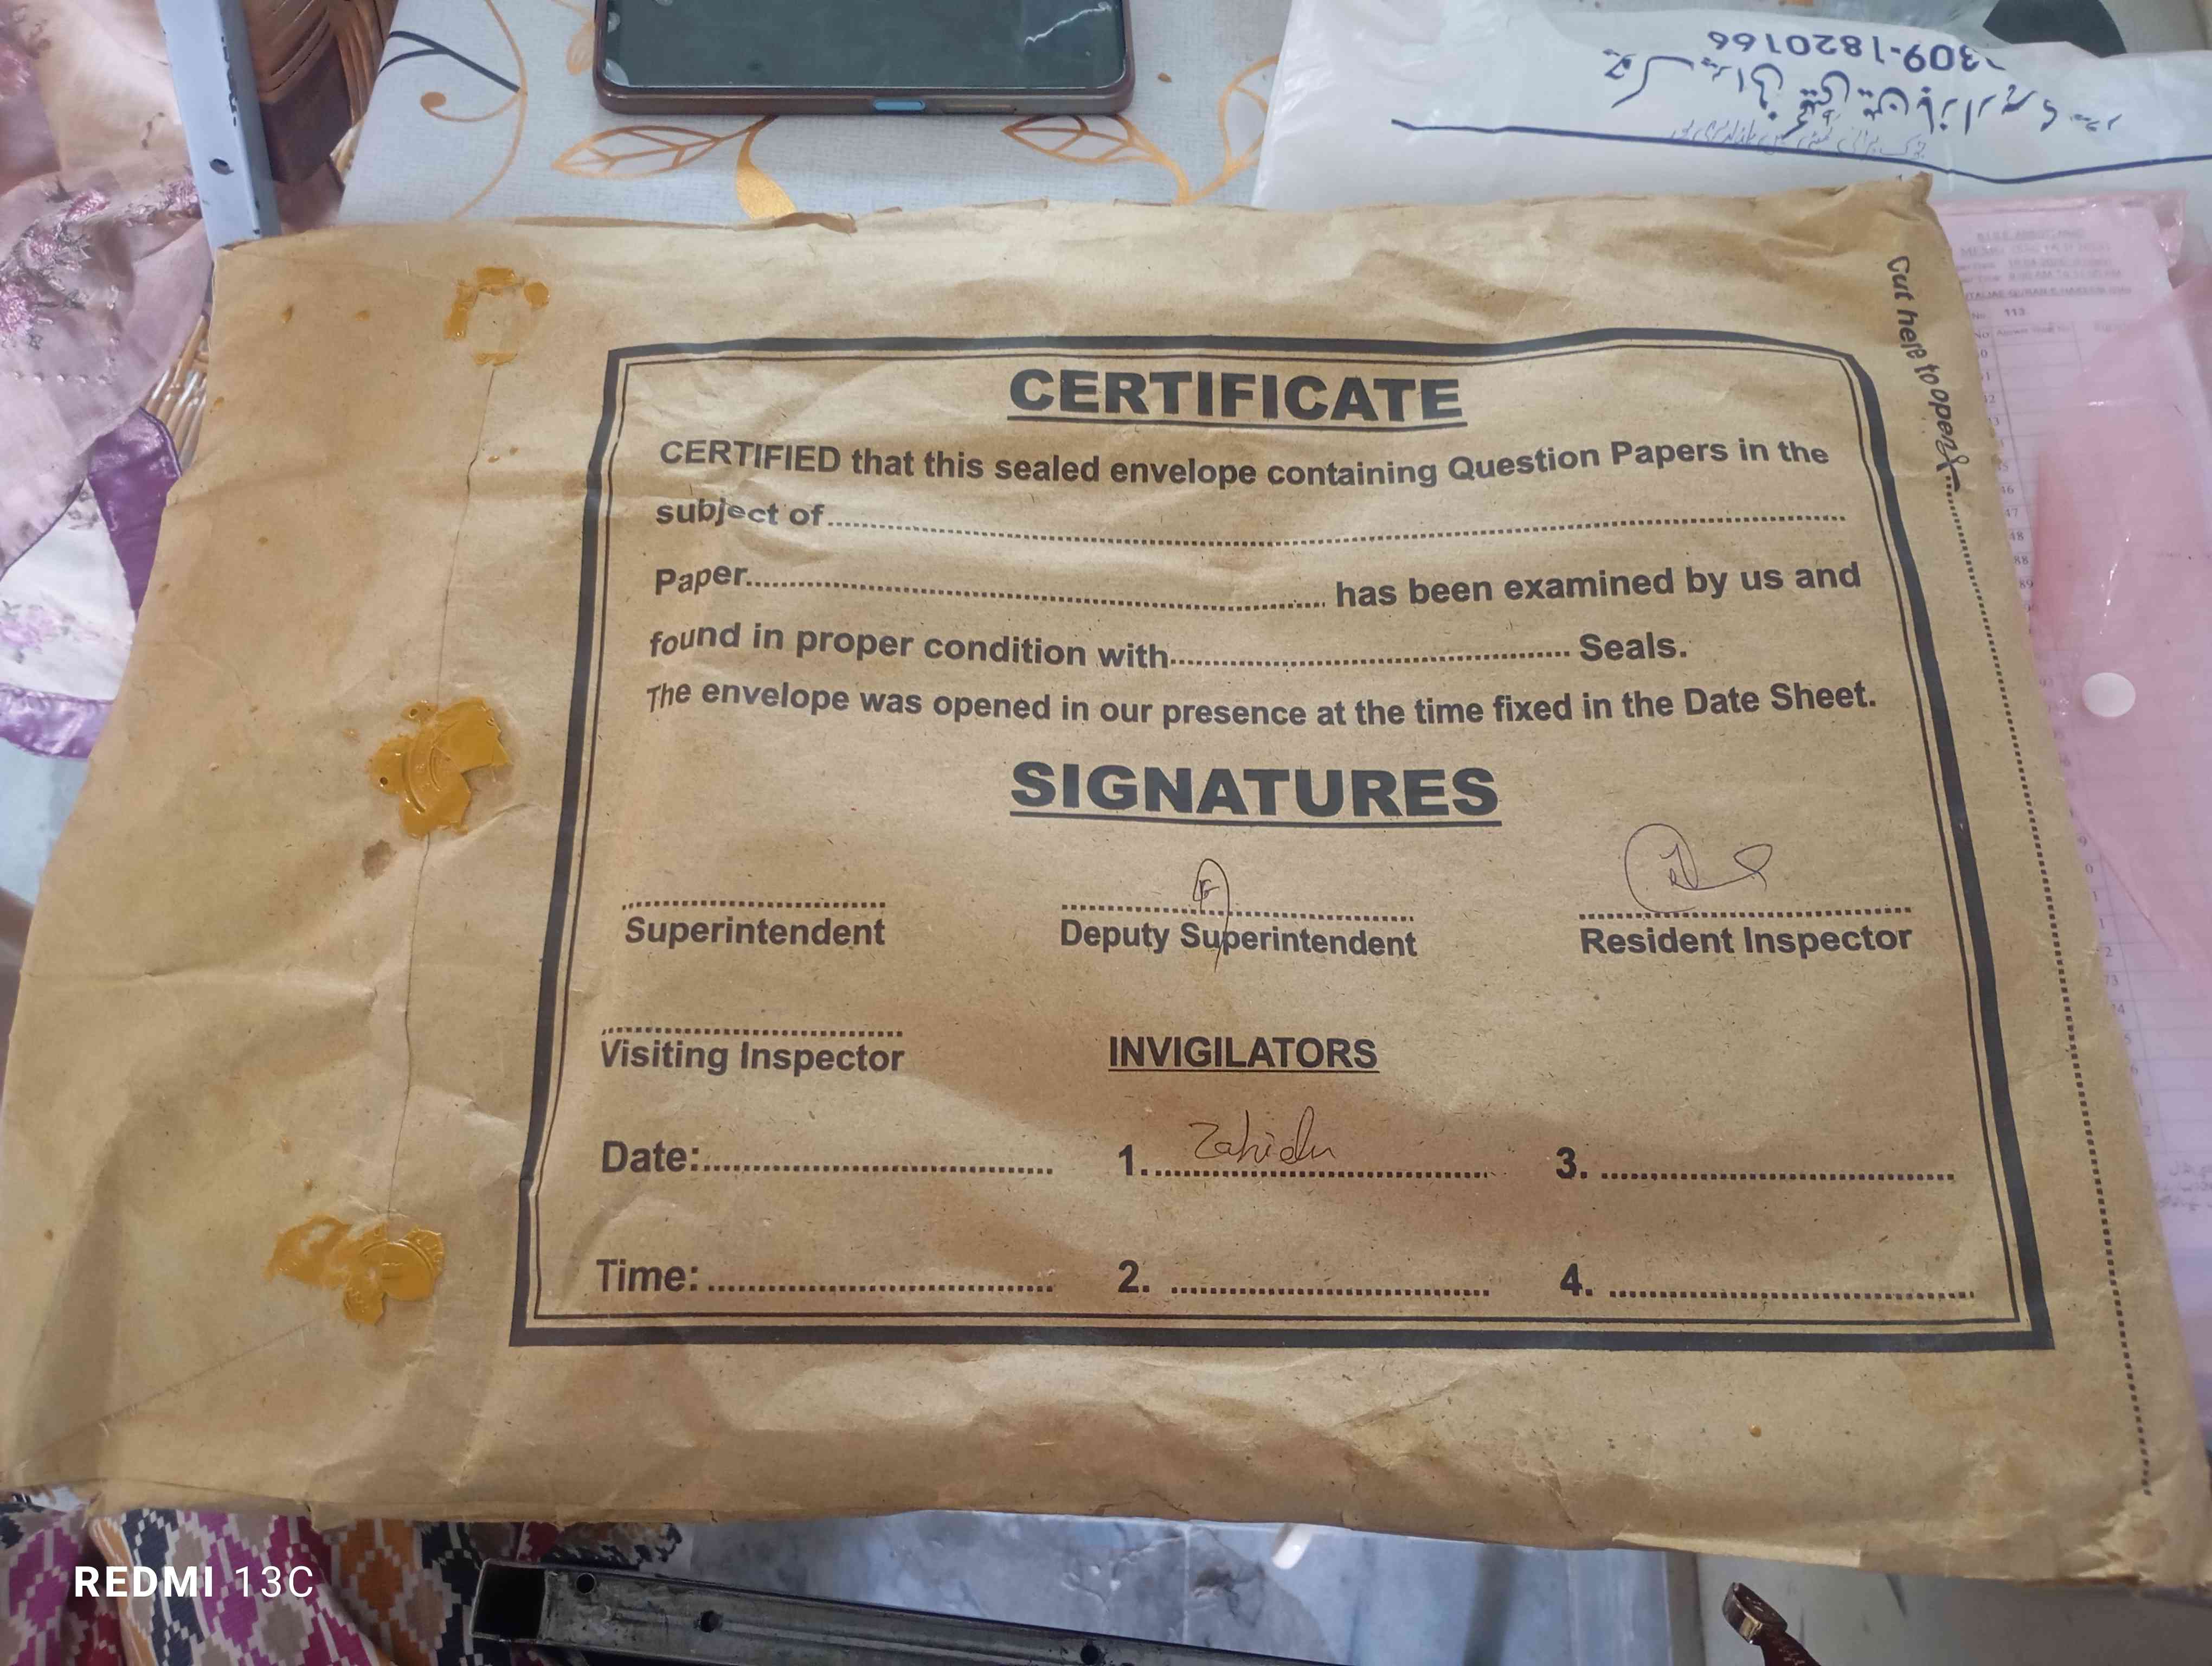 309-1820166
Cut here to open
CERTIFICATE
CERTIFIED that this sealed envelope containing Question Papers in the
subject of
Paper has been examined by us and
found in proper condition with Seals.
The envelope was opened in our presence at the time fixed in the Date Sheet.
SIGNATURES
Superintendent Deputy Superintendent Resident Inspector
Visiting Inspector INVIGILATORS
Date: 1. Zahida 3.
Time: 2. 4.
113
REDMI 13C